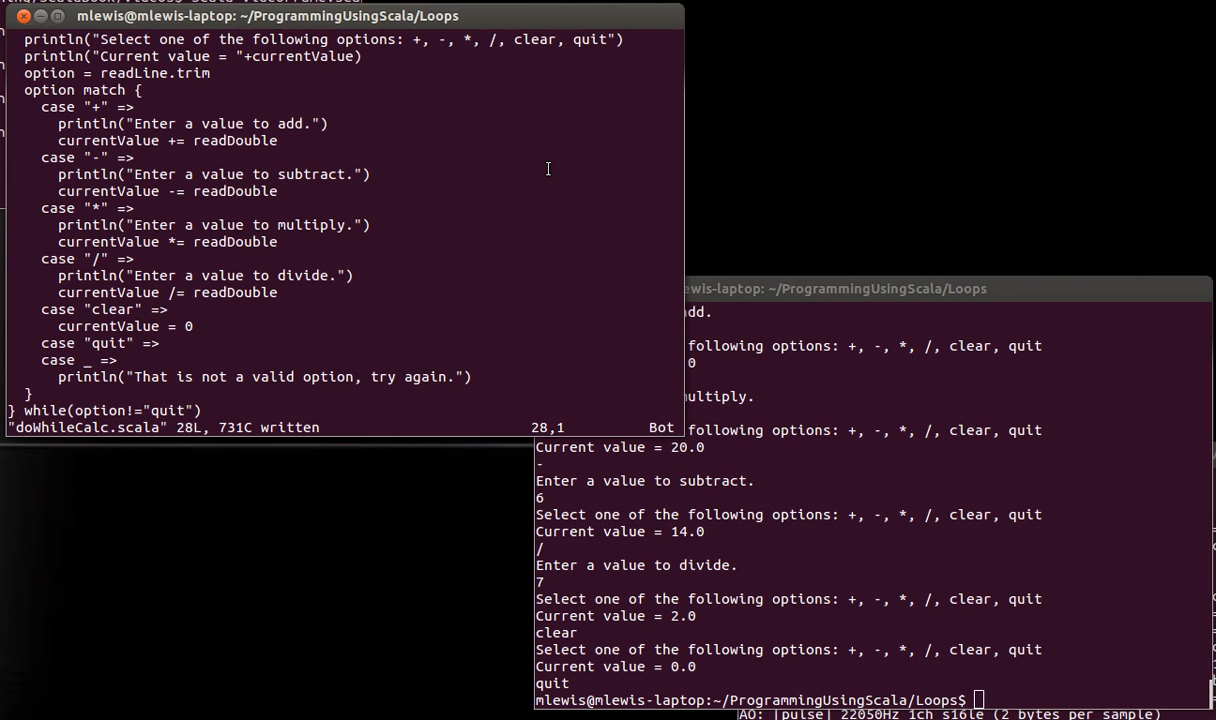 mlewis@mlewis-laptop: ~/ProgrammingUsingScala/Loops
println("Select one of the following options: +, -, *, /, clear, quit")
println("Current value = "+currentValue)
option = readLine.trim
option match {
case "+" =>
println("Enter a value to add.")
currentValue += readDouble
case "-" =>
println("Enter a value to subtract.")
currentValue -= readDouble
case "*" =>
println("Enter a value to multiply.")
currentValue *= readDouble
case "/" =>
println("Enter a value to divide.")
currentValue /= readDouble
case "clear" =>
currentValue = 0
case "quit" =>
case _ =>
println("That is not a valid option, try again.")
}
} while(option!="quit")
"doWhileCalc.scala" 28L, 731C written 28,1 Bot
ewis-laptop: ~/ProgrammingUsingScala/Loops
dd.
following options: +, -, *, /, clear, quit
0
multiply.
following options: +, -, *, /, clear, quit
Current value = 20.0
-
Enter a value to subtract.
6
Select one of the following options: +, -, *, /, clear, quit
Current value = 14.0
/
Enter a value to divide.
7
Select one of the following options: +, -, *, /, clear, quit
Current value = 2.0
clear
Select one of the following options: +, -, *, /, clear, quit
Current value = 0.0
quit
mlewis@mlewis-laptop:~/ProgrammingUsingScala/Loops$
AO: [pulse] 22050Hz 1ch s16le (2 bytes per sample)